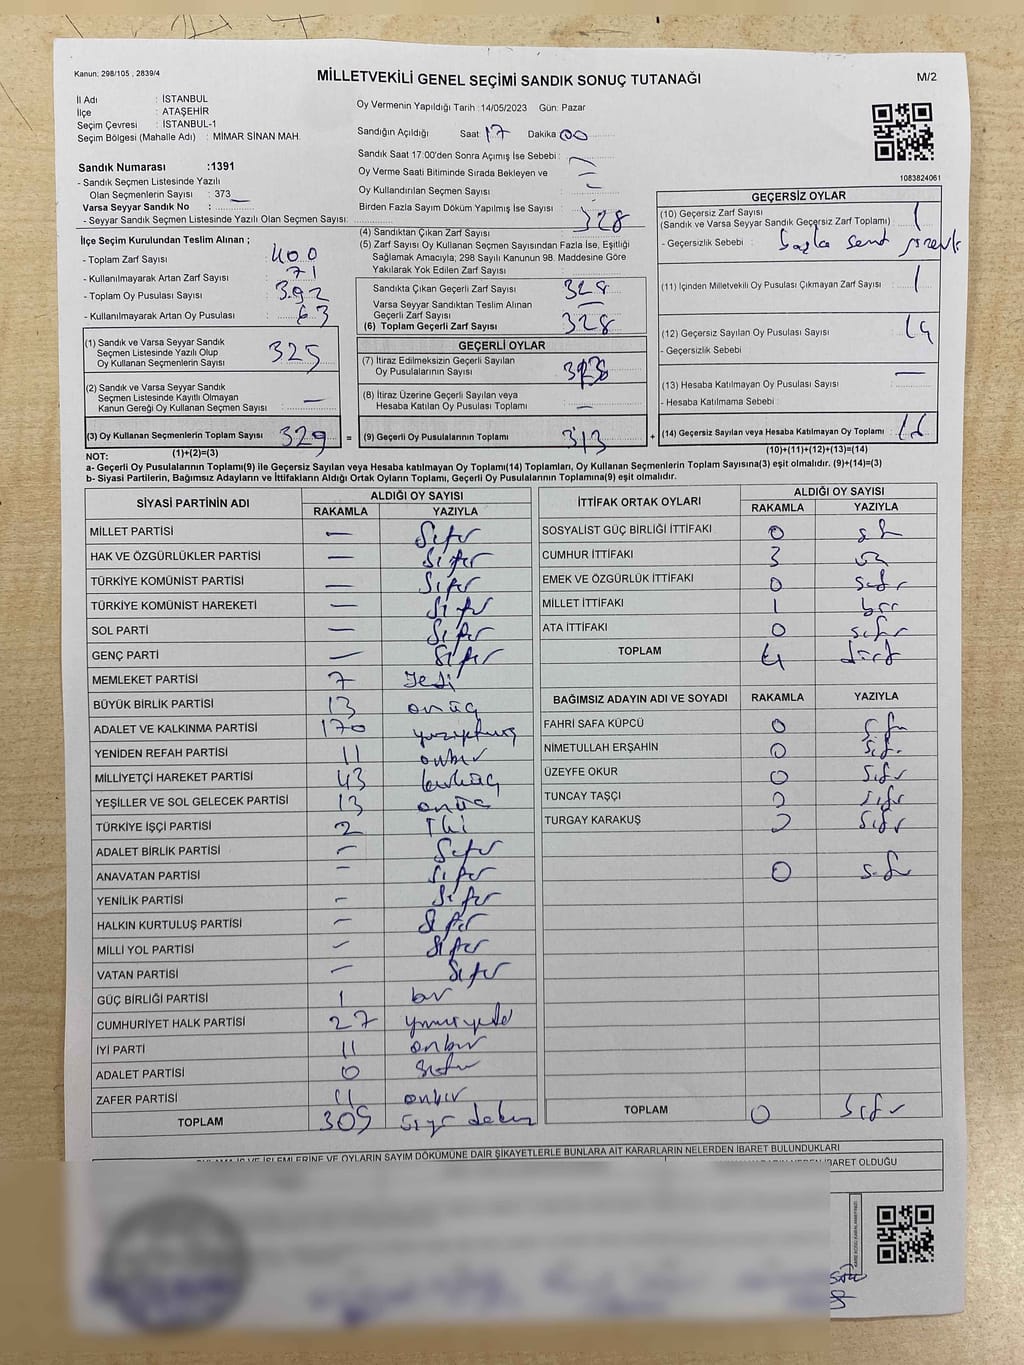 Kanun: 298/105 , 2839/4
MİLLETVEKİLİ GENEL SEÇİMİ SANDIK SONUÇ TUTANAĞI
M/2
İl Adı : İSTANBUL
İlçe : ATAŞEHİR
Seçim Çevresi : İSTANBUL-1
Seçim Bölgesi (Mahalle Adı) : MİMAR SİNAN MAH.
Oy Vermenin Yapıldığı Tarih : 14/05/2023 Gün: Pazar
Sandığın Açıldığı Saat 17 Dakika 00
Sandık Saat 17:00'den Sonra Açımış İse Sebebi :
Oy Verme Saati Bitiminde Sırada Bekleyen ve
Oy Kullandırılan Seçmen Sayısı :
Birden Fazla Sayım Döküm Yapılmış İse Sayısı :
1083824061
Sandık Numarası :1391
- Sandık Seçmen Listesinde Yazılı
Olan Seçmenlerin Sayısı : 373
Varsa Seyyar Sandık No :
- Seyyar Sandık Seçmen Listesinde Yazılı Olan Seçmen Sayısı:
İlçe Seçim Kurulundan Teslim Alınan ;
- Toplam Zarf Sayısı : 400
- Kullanılmayarak Artan Zarf Sayısı : 71
- Toplam Oy Pusulası Sayısı : 392
- Kullanılmayarak Artan Oy Pusulası : 63
(1) Sandık ve Varsa Seyyar Sandık
Seçmen Listesinde Yazılı Olup
Oy Kullanan Seçmenlerin Sayısı : 325
(2) Sandık ve Varsa Seyyar Sandık
Seçmen Listesinde Kayıtlı Olmayan
Kanun Gereği Oy Kullanan Seçmen Sayısı : —
(3) Oy Kullanan Seçmenlerin Toplam Sayısı : 329 =
(1)+(2)=(3)
(4) Sandıktan Çıkan Zarf Sayısı : 328
(5) Zarf Sayısı Oy Kullanan Seçmen Sayısından Fazla İse, Eşitliği
Sağlamak Amacıyla; 298 Sayılı Kanunun 98. Maddesine Göre
Yakılarak Yok Edilen Zarf Sayısı :
Sandıkta Çıkan Geçerli Zarf Sayısı : 328
Varsa Seyyar Sandıktan Teslim Alınan
Geçerli Zarf Sayısı : —
(6) Toplam Geçerli Zarf Sayısı : 328
GEÇERLİ OYLAR
(7) İtiraz Edilmeksizin Geçerli Sayılan
Oy Pusulalarının Sayısı :
(8) İtiraz Üzerine Geçerli Sayılan veya
Hesaba Katılan Oy Pusulası Toplamı : —
(9) Geçerli Oy Pusulalarının Toplamı : 313 +
GEÇERSİZ OYLAR
(10) Geçersiz Zarf Sayısı : 1
(Sandık ve Varsa Seyyar Sandık Geçersiz Zarf Toplamı)
- Geçersizlik Sebebi :
(11) İçinden Milletvekili Oy Pusulası Çıkmayan Zarf Sayısı : 1
(12) Geçersiz Sayılan Oy Pusulası Sayısı : 14
- Geçersizlik Sebebi
(13) Hesaba Katılmayan Oy Pusulası Sayısı : —
- Hesaba Katılmama Sebebi :
(14) Geçersiz Sayılan veya Hesaba Katılmayan Oy Toplamı : 16
(10)+(11)+(12)+(13)=(14)
NOT:
a- Geçerli Oy Pusulalarının Toplamı(9) ile Geçersiz Sayılan veya Hesaba katılmayan Oy Toplamı(14) Toplamları, Oy Kullanan Seçmenlerin Toplam Sayısına(3) eşit olmalıdır. (9)+(14)=(3)
b- Siyasi Partilerin, Bağımsız Adayların ve İttifakların Aldığı Ortak Oyların Toplamı, Geçerli Oy Pusulalarının Toplamına(9) eşit olmalıdır.
SİYASİ PARTİNİN ADI ALDIĞI OY SAYISI
RAKAMLA YAZIYLA
MİLLET PARTİSİ — Sıfır
HAK VE ÖZGÜRLÜKLER PARTİSİ — Sıfır
TÜRKİYE KOMÜNİST PARTİSİ — Sıfır
TÜRKİYE KOMÜNİST HAREKETİ — Sıfır
SOL PARTİ — Sıfır
GENÇ PARTİ — Sıfır
MEMLEKET PARTİSİ 7 Yedi
BÜYÜK BİRLİK PARTİSİ 13 onüç
ADALET VE KALKINMA PARTİSİ 170 yüzyetmiş
YENİDEN REFAH PARTİSİ 11 onbir
MİLLİYETÇİ HAREKET PARTİSİ 43 kırküç
YEŞİLLER VE SOL GELECEK PARTİSİ 13 onüç
TÜRKİYE İŞÇİ PARTİSİ 2 İki
ADALET BİRLİK PARTİSİ — Sıfır
ANAVATAN PARTİSİ — Sıfır
YENİLİK PARTİSİ — Sıfır
HALKIN KURTULUŞ PARTİSİ — Sıfır
MİLLİ YOL PARTİSİ — Sıfır
VATAN PARTİSİ — Sıfır
GÜÇ BİRLİĞİ PARTİSİ 1 bir
CUMHURİYET HALK PARTİSİ 27 yirmiyedi
İYİ PARTİ 11 onbir
ADALET PARTİSİ 0 Sıfır
ZAFER PARTİSİ 11 onbir
TOPLAM 309
İTTİFAK ORTAK OYLARI ALDIĞI OY SAYISI
RAKAMLA YAZIYLA
SOSYALİST GÜÇ BİRLİĞİ İTTİFAKI 0 sıfır
CUMHUR İTTİFAKI 3 üç
EMEK VE ÖZGÜRLÜK İTTİFAKI 0 sıfır
MİLLET İTTİFAKI 1 bir
ATA İTTİFAKI 0 sıfır
TOPLAM 4 dört
BAĞIMSIZ ADAYIN ADI VE SOYADI RAKAMLA YAZIYLA
FAHRİ SAFA KÜPCÜ 0 sıfır
NİMETULLAH ERŞAHİN 0 sıfır
ÜZEYFE OKUR 0 sıfır
TUNCAY TAŞÇI 0 sıfır
TURGAY KARAKUŞ 0 sıfır
0 sıfır
TOPLAM 0 Sıfır
SAYIM DÖKÜMÜNE DAİR ŞİKAYETLERLE BUNLARA AİT KARARLARIN NELERDEN İBARET BULUNDUKLARI
İBARET OLDUĞU